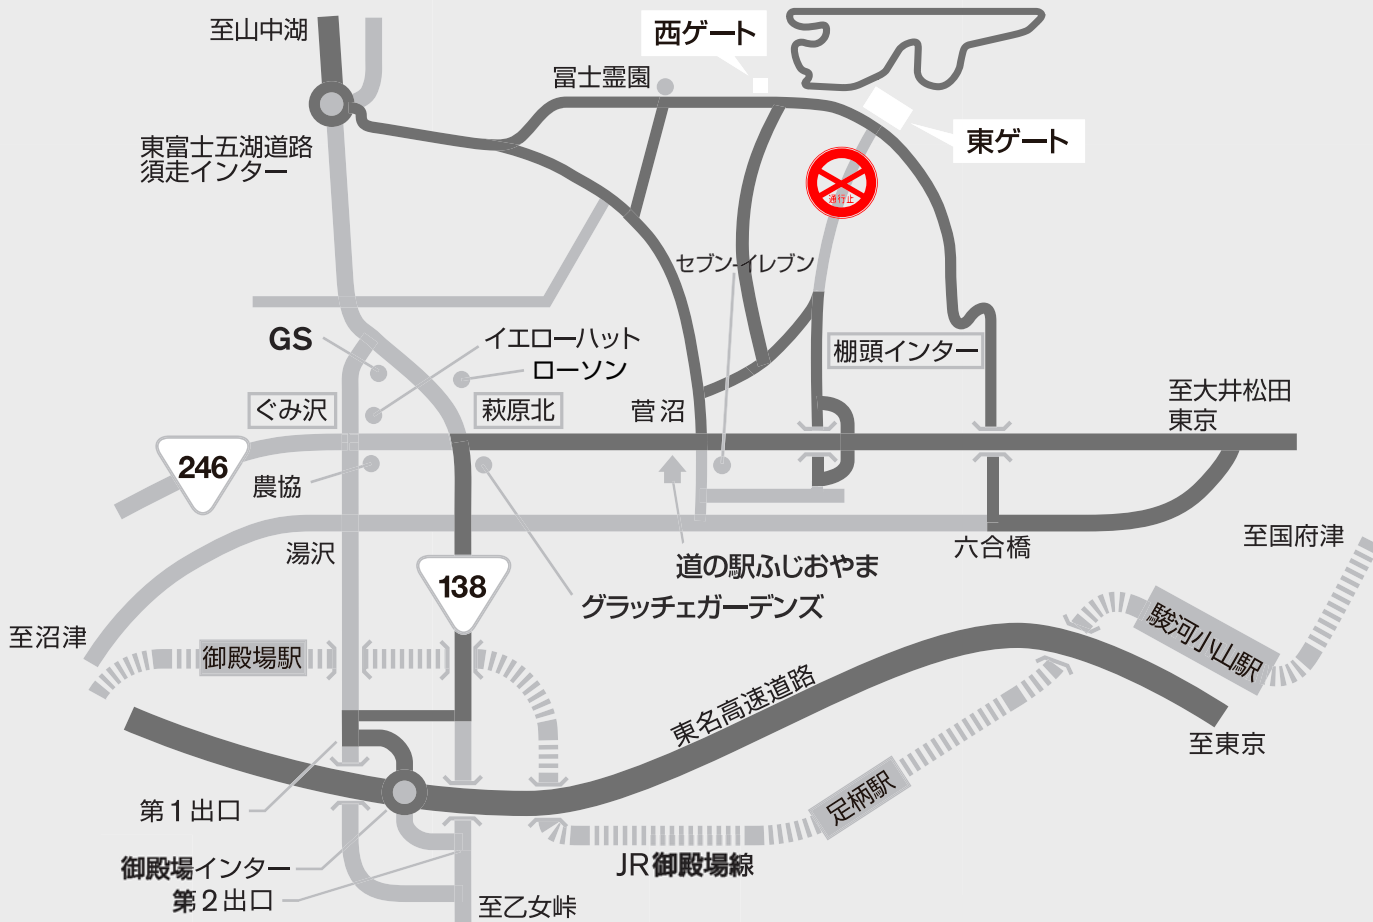 至山中湖
西ゲート
冨士霊園
東ゲート
東富士五湖道路
須走インター
通行止
セブン-イレブン
GS
イエローハット
ローソン
棚頭インター
ぐみ沢
萩原北
菅沼
至大井松田
東京
246
農協
湯沢
138
道の駅ふじおやま
グラッチェガーデンズ
六合橋
至国府津
至沼津
御殿場駅
駿河小山駅
東名高速道路
至東京
第1出口
足柄駅
御殿場インター
JR御殿場線
第2出口
至乙女峠